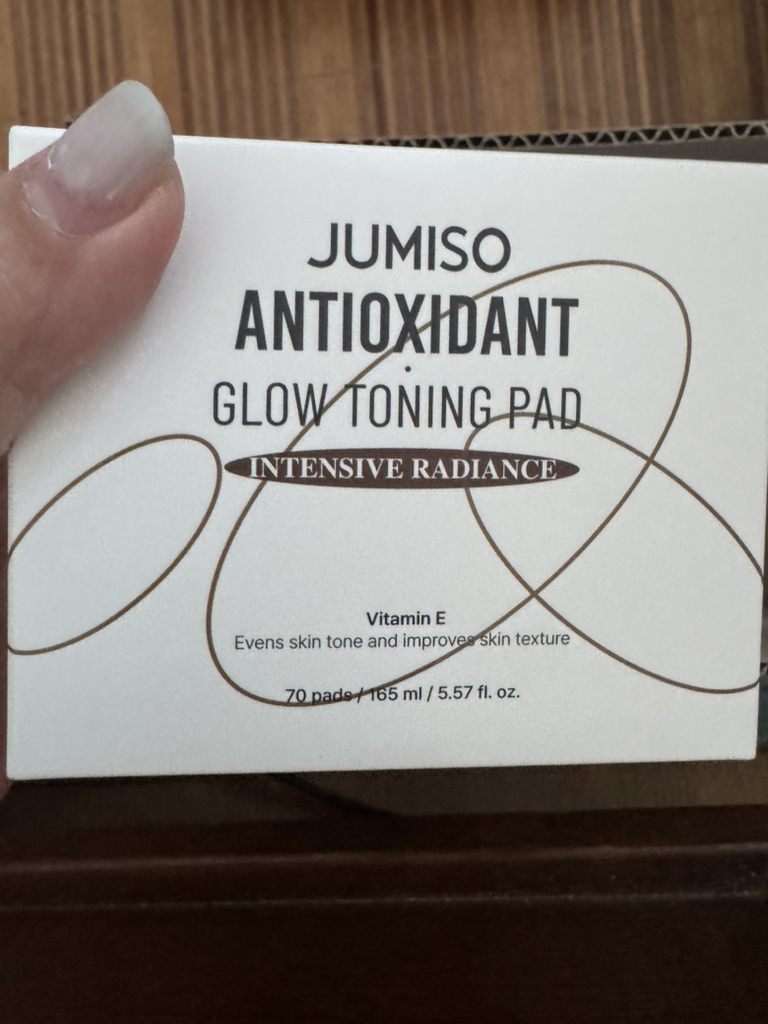 JUMISO
ANTIOXIDANT
GLOW TONING PAD
INTENSIVE RADIANCE
Vitamin E
Evens skin tone and improves skin texture
70 pads / 165 ml / 5.57 fl. oz.